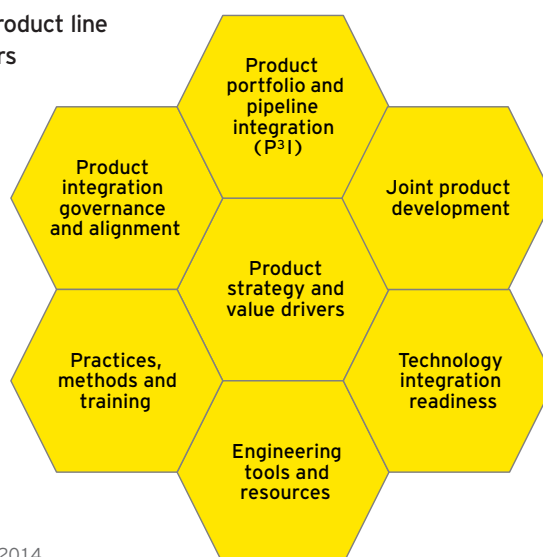 roduct line
rs
Product
portfolio and
pipeline
integration
(P³I)
Product
integration
governance
and alignment
Joint product
development
Product
strategy and
value drivers
Practices,
methods and
training
Technology
integration
readiness
Engineering
tools and
resources
2014